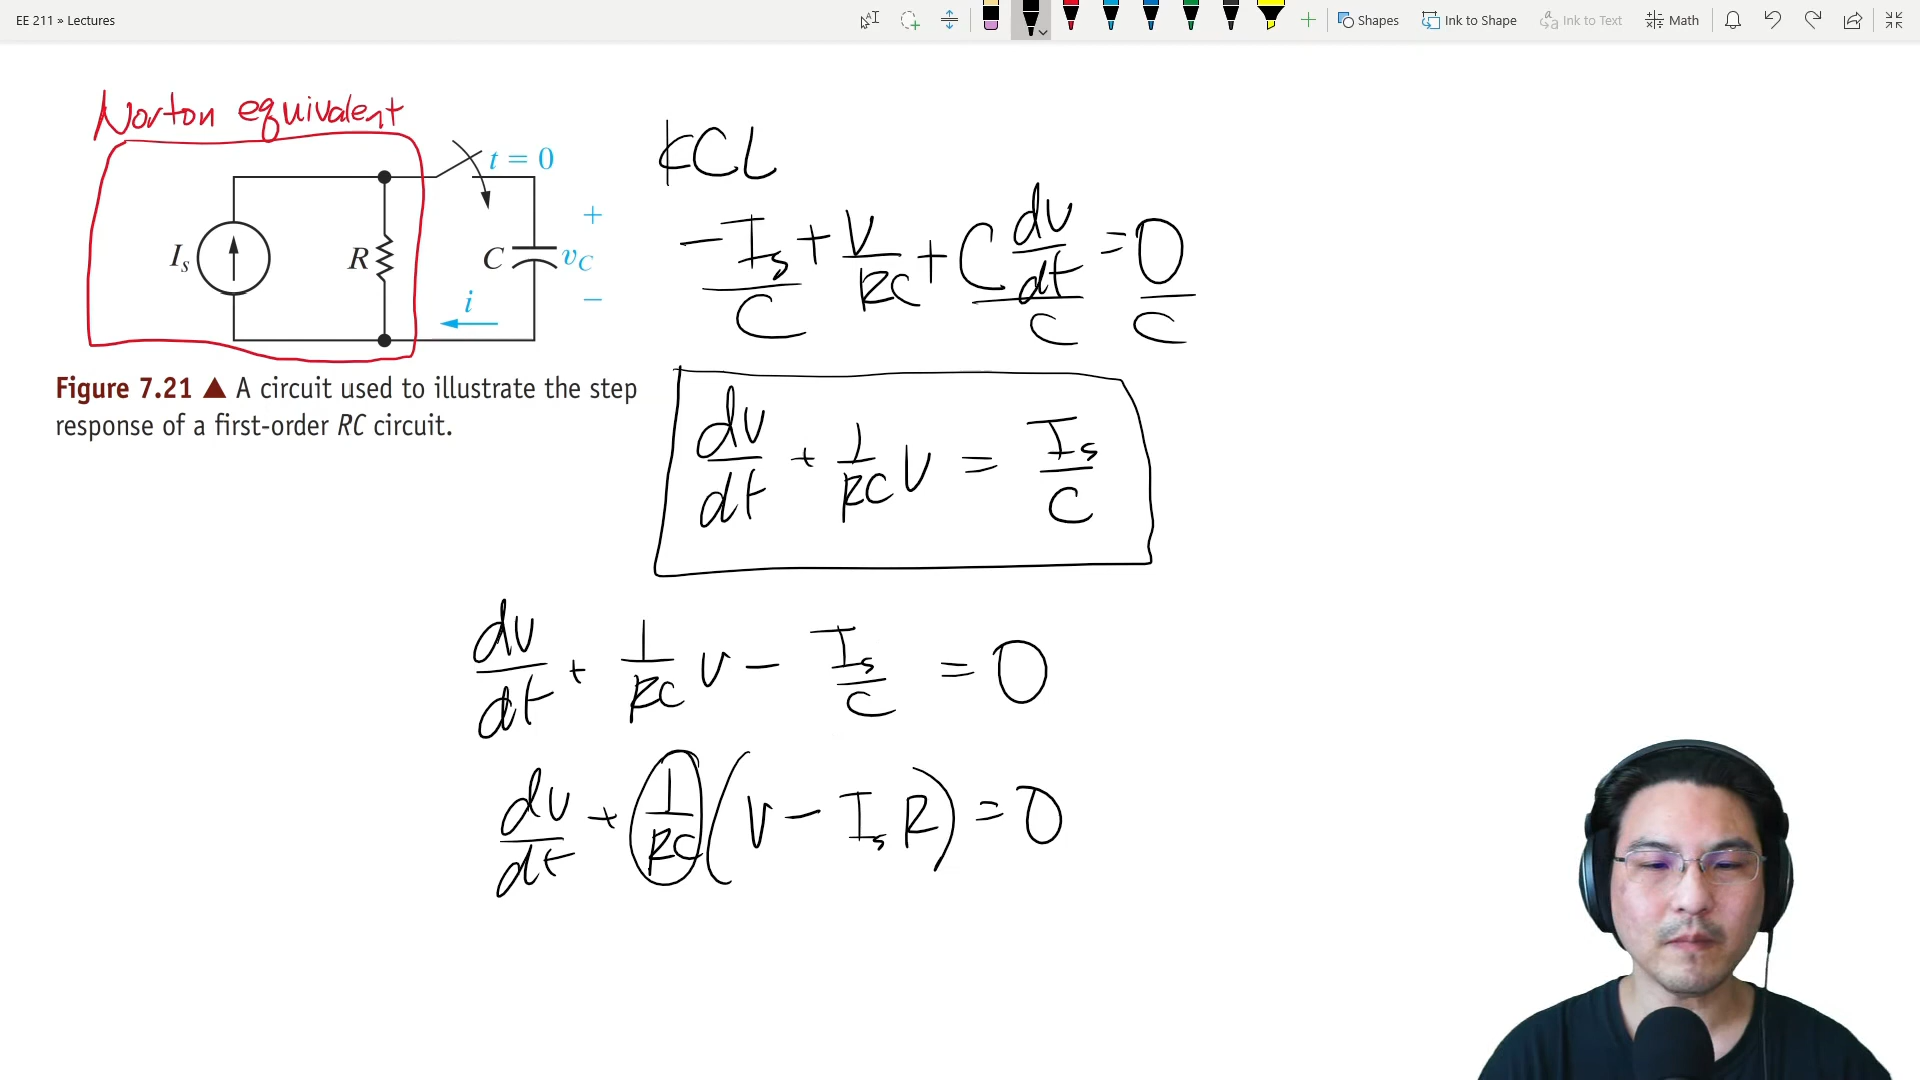 EE 211 » Lectures
Shapes
Ink to Shape
Ink to Text
Math
Norton equivalent
t = 0
+
I_s
R
C
v_C
i
−
Figure 7.21 ▲ A circuit used to illustrate the step
response of a first-order RC circuit.
KCL
-I_s/C + V/RC + C dv/dt /C = 0/C
dv/dt + 1/RC v = I_s/C
dv/dt + 1/RC v - I_s/C = 0
dv/dt + 1/RC (v - I_s R) = 0